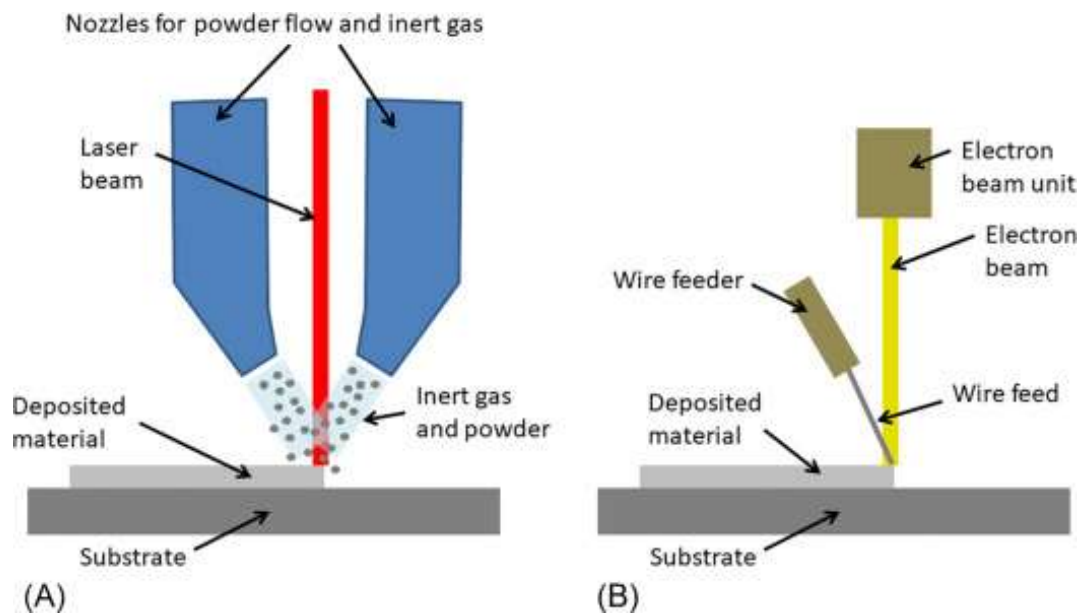 Nozzles for powder flow and inert gas
Laser
beam
Inert gas
and powder
Deposited
material
Substrate
(A)
Electron
beam unit
Electron
beam
Wire feeder
Wire feed
Deposited
material
Substrate
(B)